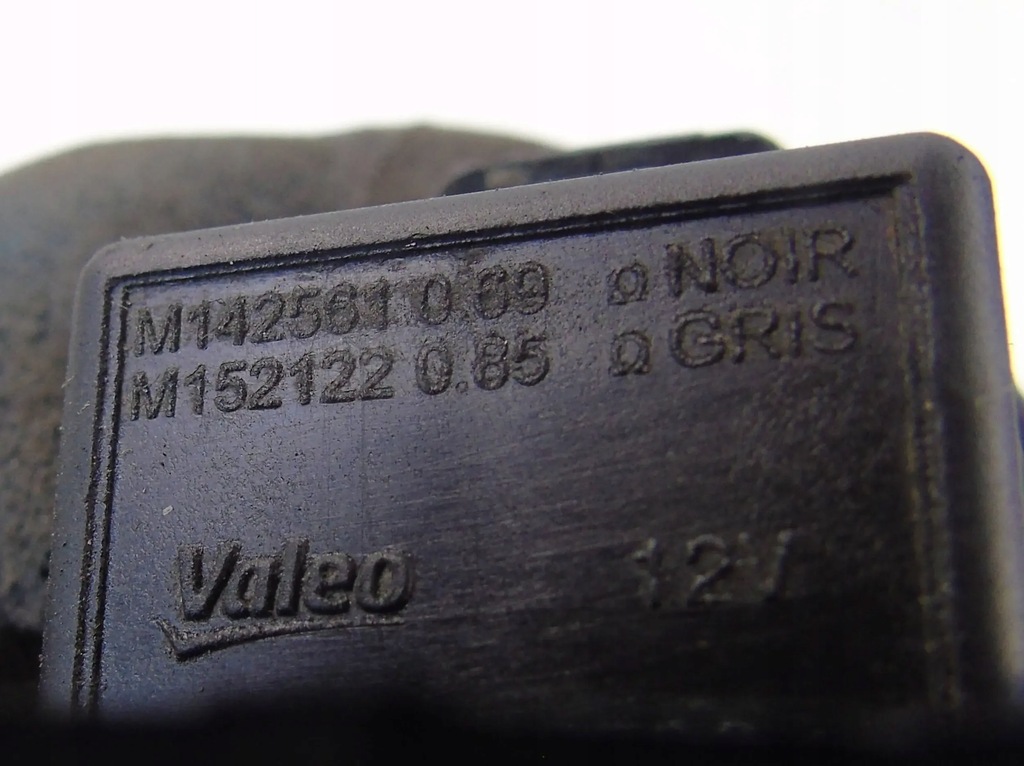 M142561 0.69 Ω NOIR
M152122 0.85 Ω GRIS
Valeo 12V